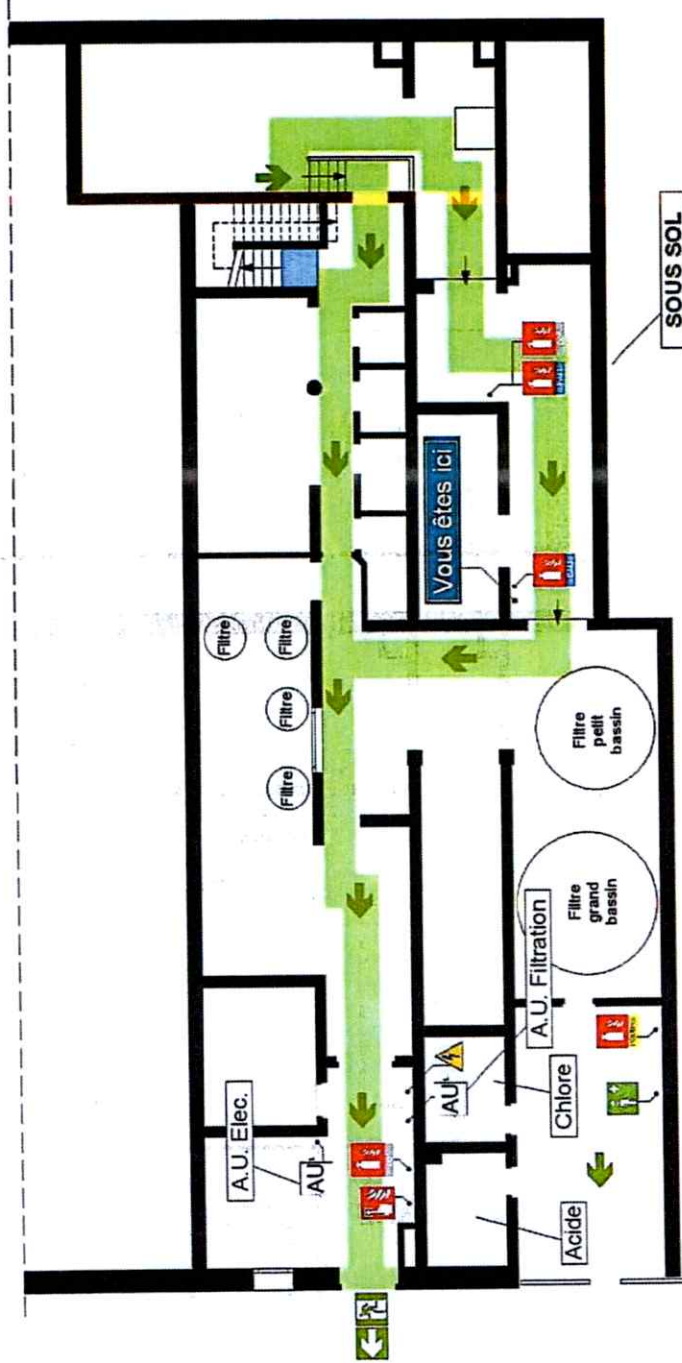 SOUS SOL
Vous êtes ici
Filtre
Filtre
Filtre
Filtre
Filtre
petit
bassin
Filtre
grand
bassin
A.U. Filtration
A.U. Elec.
AU
AU
Chlore
Acide